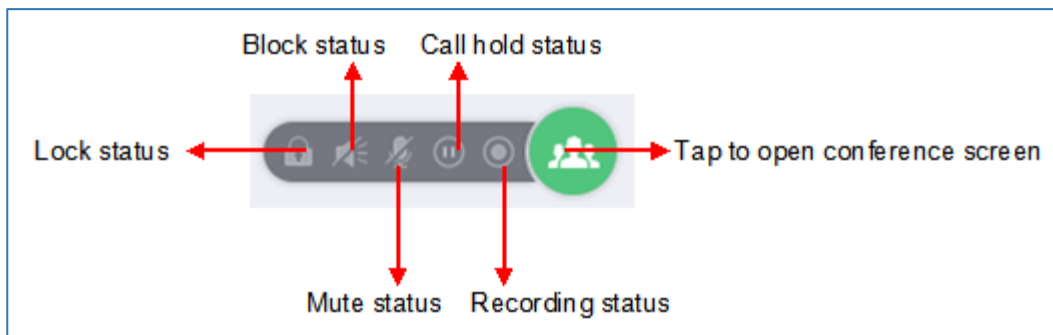 Block status
Call hold status
Lock status
Tap to open conference screen
Mute status
Recording status